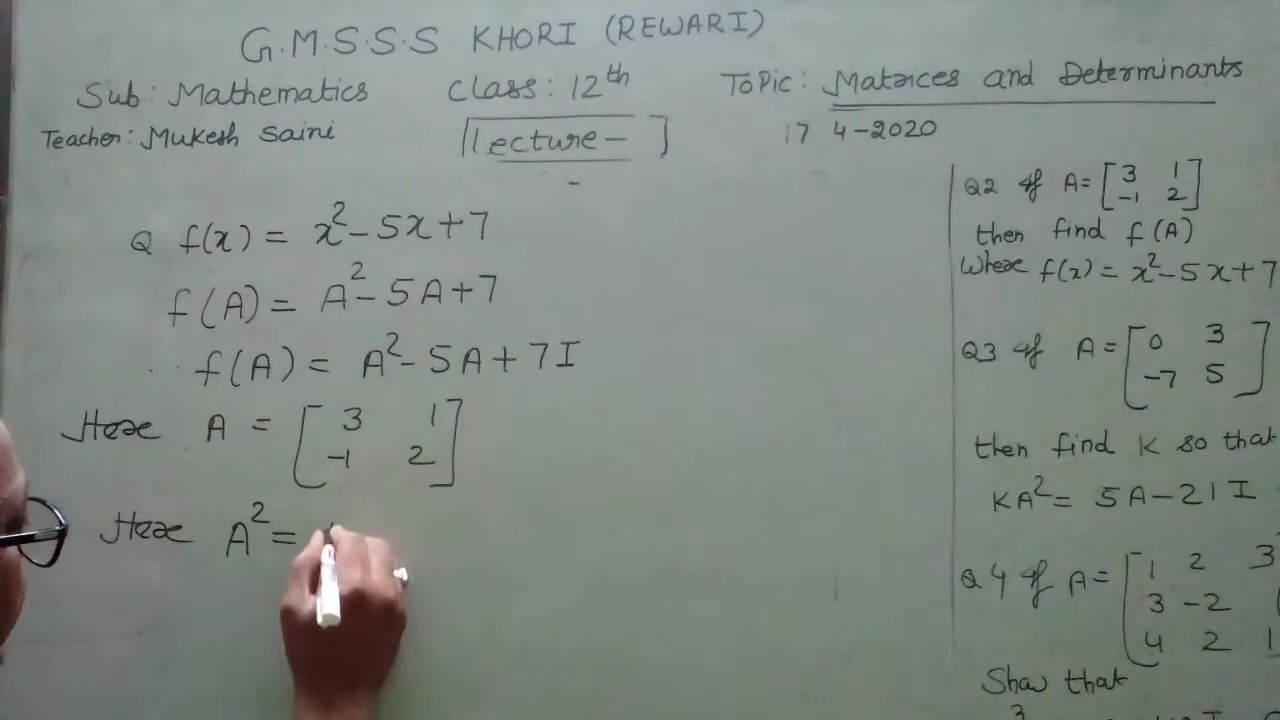 G.M.S.S.S KHORI (REWARI)
Sub: Mathematics Class: 12th Topic: Matrices and Determinants
Teacher: Mukesh Saini Lecture - 17 4-2020
Q f(x) = x² - 5x + 7
f(A) = A² - 5A + 7
f(A) = A² - 5A + 7I
Here A = [ 3 1
-1 2 ]
Here A² =
Q2 If A = [ 3 1
-1 2 ]
then find f(A)
Where f(x) = x² - 5x + 7
Q3 If A = [ 0 3
-7 5 ]
then find K so that
KA² = 5A - 21I
Q4 If A = [ 1 2 3
3 -2
4 2 1
Show that